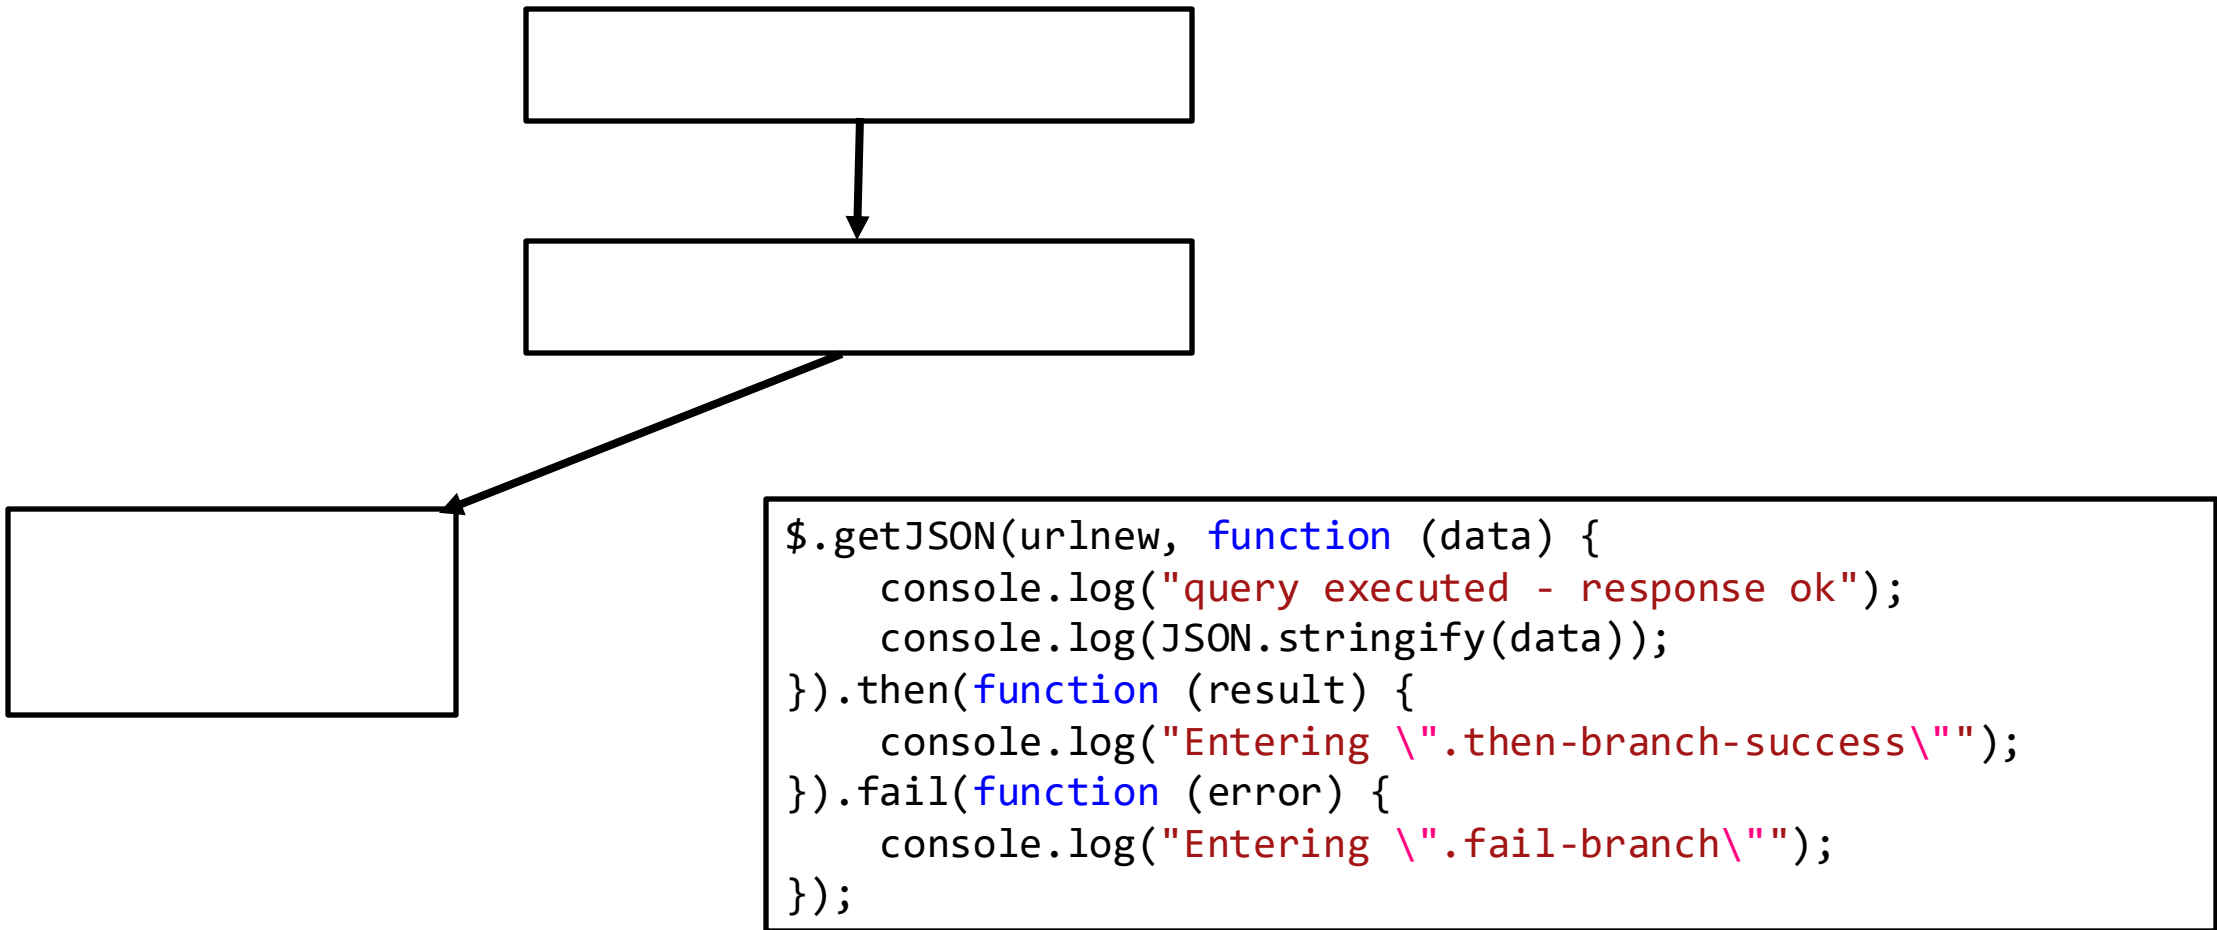 $.getJSON(urlnew, function (data) {
    console.log("query executed - response ok");
    console.log(JSON.stringify(data));
}).then(function (result) {
    console.log("Entering \".then-branch-success\"");
}).fail(function (error) {
    console.log("Entering \".fail-branch\"");
});